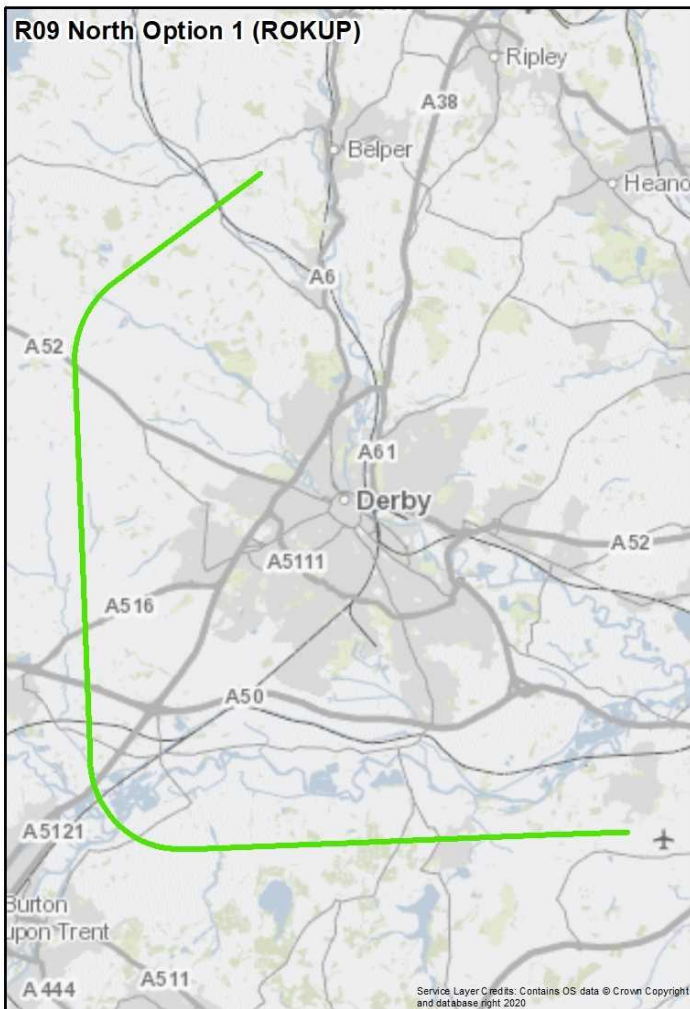 R09 North Option 1 (ROKUP)
Ripley
A38
Belper
Heano
A6
A52
A61
Derby
A52
A5111
A516
A50
A5121
Burton
upon Trent
A511
A444
Service Layer Credits: Contains OS data © Crown Copyright
and database right 2020